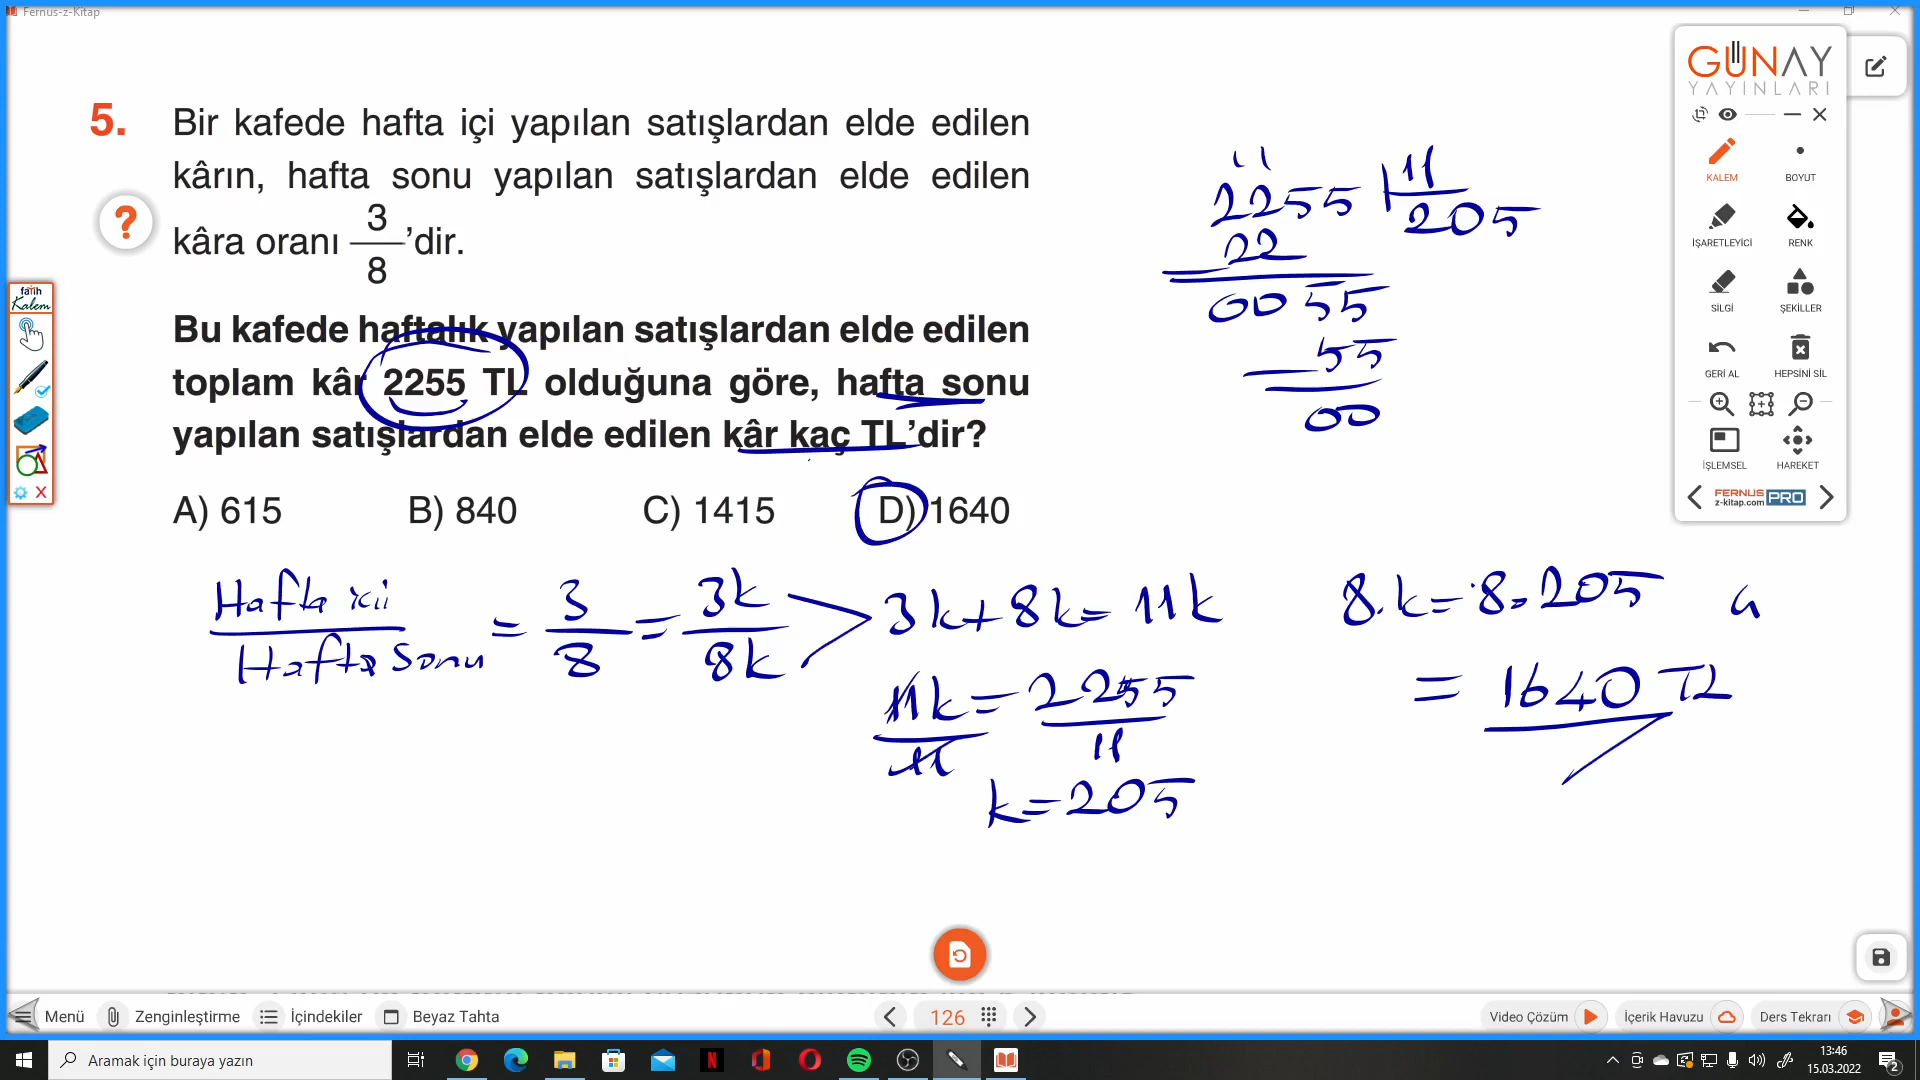 Fernus-z-Kitap
5. Bir kafede hafta içi yapılan satışlardan elde edilen
kârın, hafta sonu yapılan satışlardan elde edilen
kâra oranı 3/8 'dir.
?
Bu kafede haftalık yapılan satışlardan elde edilen
toplam kâr 2255 TL olduğuna göre, hafta sonu
yapılan satışlardan elde edilen kâr kaç TL'dir?
A) 615 B) 840 C) 1415 D) 1640
2255 11
22 205
0055
55
00
Hafta = 3 = 3k
Hafta Sonu 8 8k
3k+8k=11k
11k = 2255
11 11
k=205
8.k=8.205
= 1640 TL
fatih
Kalem
GÜNAY
YAYINLARI
KALEM BOYUT
İŞARETLEYİCİ RENK
SİLGİ ŞEKİLLER
GERİ AL HEPSİNİ SİL
İŞLEMSEL HAREKET
FERNUS PRO
z-kitap.com
Menü Zenginleştirme İçindekiler Beyaz Tahta 126 Video Çözüm İçerik Havuzu Ders Tekrarı
Aramak için buraya yazın
13:46
15.03.2022
2